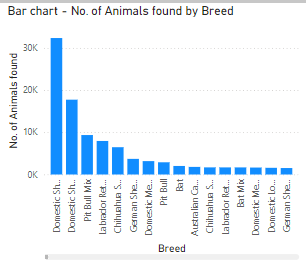 Bar chart - No. of Animals found by Breed
No. of Animals found
30K
20K
10K
0K
Domestic Sh...
Domestic Sh...
Pit Bull Mix
Labrador Ret...
Chihuahua S...
German She...
Domestic Me...
Pit Bull
Bat
Australian Ca...
Chihuahua S...
Labrador Ret...
Bat Mix
Domestic Me...
Domestic Lo...
German She...
Breed